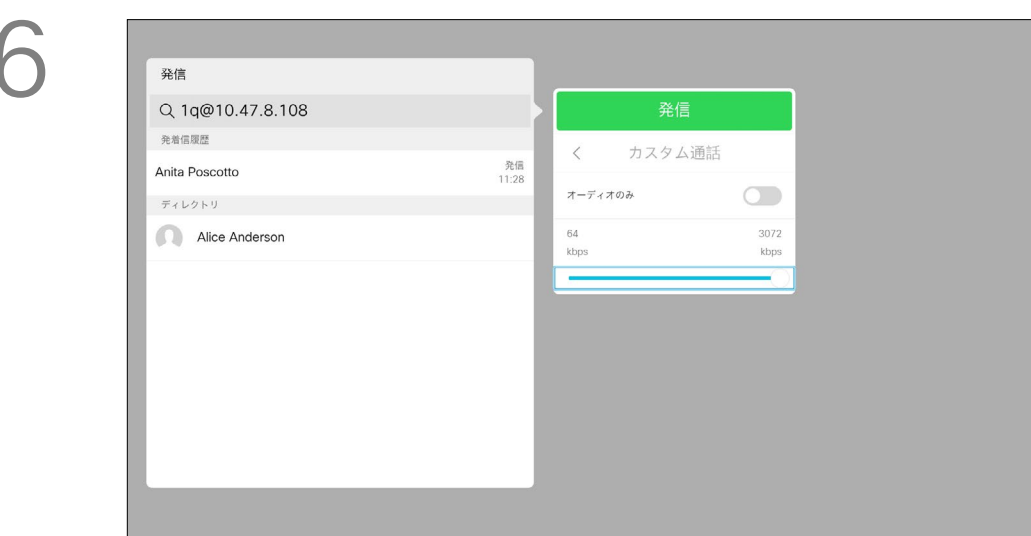 6
発信
1q@10.47.8.108
発着信履歴
Anita Poscotto
発信
11:28
ディレクトリ
Alice Anderson
発信
カスタム通話
オーディオのみ
64
kbps
3072
kbps